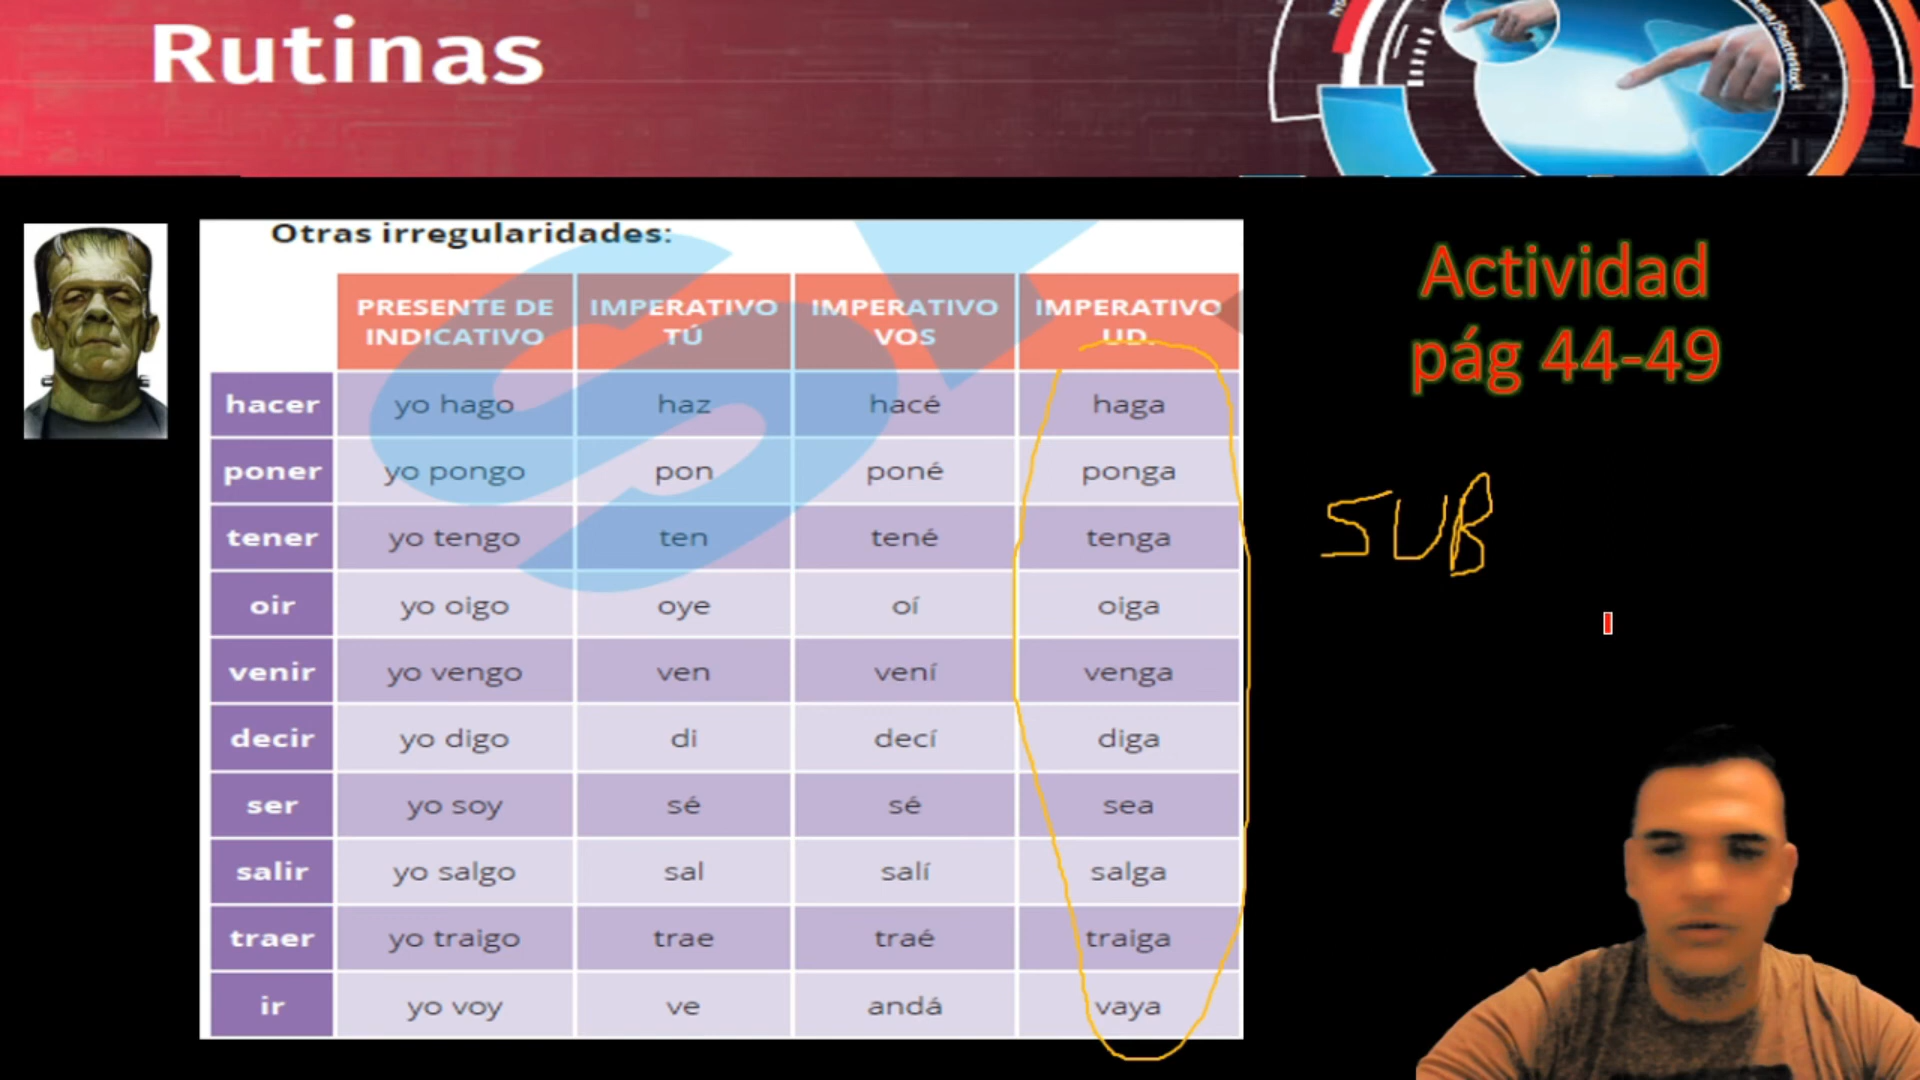 Rutinas
Otras irregularidades:
PRESENTE DE INDICATIVO IMPERATIVO TÚ IMPERATIVO VOS IMPERATIVO UD.
hacer yo hago haz hacé haga
poner yo pongo pon poné ponga
tener yo tengo ten tené tenga
oir yo oigo oye oí oiga
venir yo vengo ven vení venga
decir yo digo di decí diga
ser yo soy sé sé sea
salir yo salgo sal salí salga
traer yo traigo trae traé traiga
ir yo voy ve andá vaya
Actividad
pág 44-49
SUB